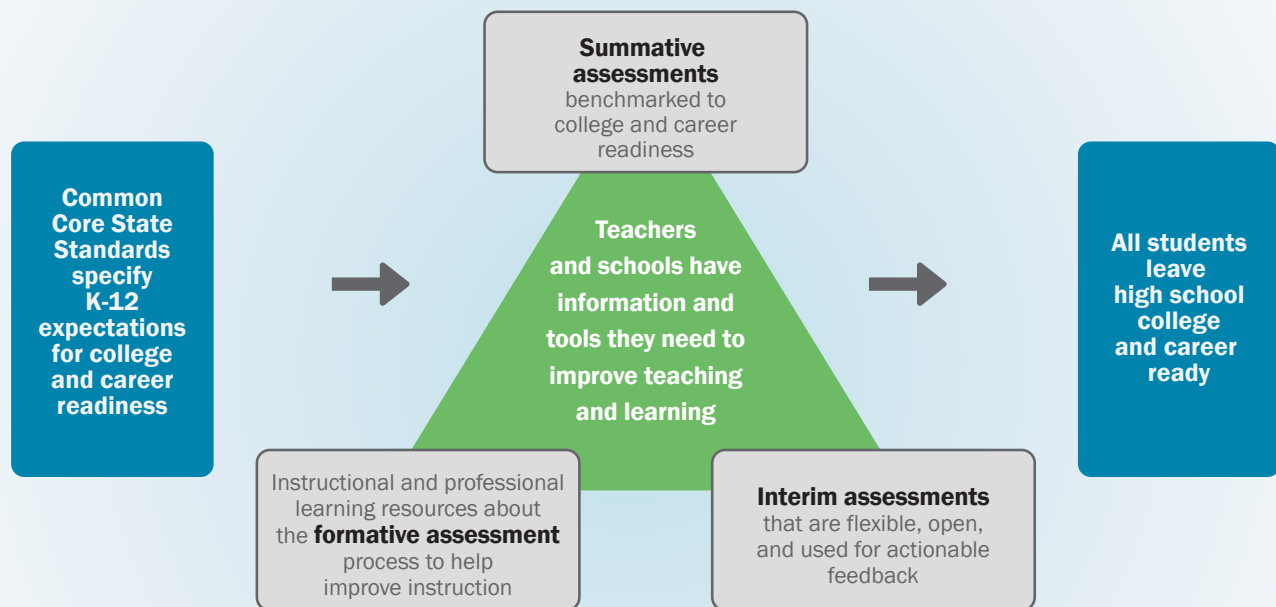 Summative
assessments
benchmarked to
college and career
readiness
Common
Core State
Standards
specify
K-12
expectations
for college
and career
readiness
Teachers
and schools have
information and
tools they need to
improve teaching
and learning
All students
leave
high school
college
and career
ready
Instructional and professional
learning resources about
the formative assessment
process to help
improve instruction
Interim assessments
that are flexible, open,
and used for actionable
feedback